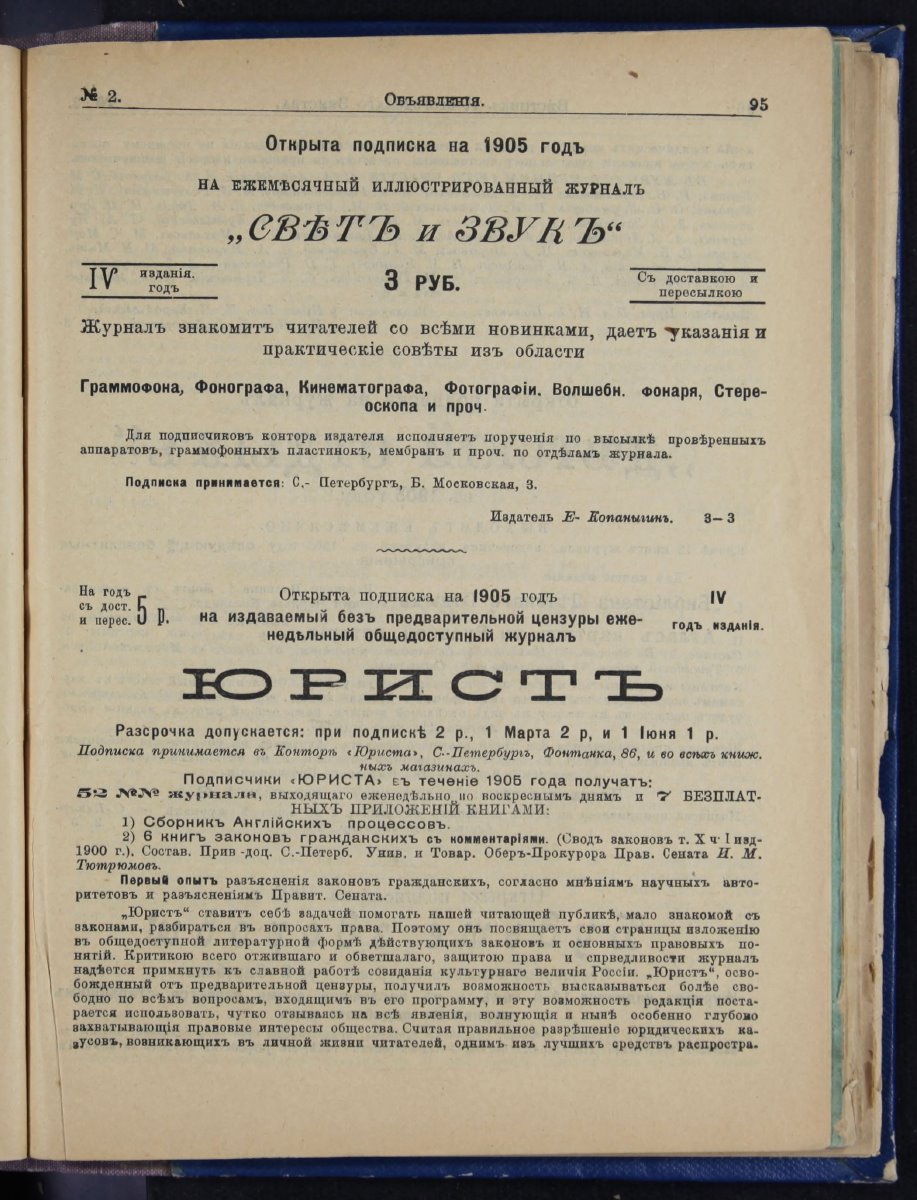 № 2.
Объявленія.
95
Открыта подписка на 1905 годъ
НА ЕЖЕМѢСЯЧНЫЙ ИЛЛЮСТРИРОВАННЫЙ ЖУРНАЛЪ
„СВѢТЪ и ЗВУКЪ“
IV изданія.
годъ
3 РУБ.
Съ доставкою и
пересылкою
Журналъ знакомитъ читателей со всѣми новинками, даетъ указанія и
практическіе совѣты изъ области
Граммофона, Фонографа, Кинематографа, Фотографіи. Волшебн. фонаря, Стерео-
оскопа и проч.
Для подписчиковъ контора издателя исполняетъ порученія по высылкѣ провѣренныхъ
аппаратовъ, граммофонныхъ пластинокъ, мембранъ и проч. по отдѣламъ журнала.
Подписка принимается: С.- Петербургъ, Б. Московская, 3.
Издатель Е- Копаныгинъ. 3—3
На годъ
съ дост.
и перес. 5 р.
Открыта подписка на 1905 годъ
на издаваемый безъ предварительной цензуры еже-
недѣльный общедоступный журналъ
IV
годъ изданія.
ЮРИСТЪ
Разсрочка допускается: при подпискѣ 2 р., 1 Марта 2 р, и 1 Іюня 1 р.
Подписка принимается въ Конторѣ «Юриста», С.-Петербургъ, Фонтанка, 86, и во всѣхъ книж.
ныхъ магазинахъ.
Подписчики «ЮРИСТА» въ теченіе 1905 года получатъ:
52 №№ журнала, выходящаго еженедѣльно по воскреснымъ днямъ и 7 БЕЗПЛАТ-
НЫХЪ ПРИЛОЖЕНІЙ КНИГАМИ:
1) Сборникъ Англійскихъ процессовъ.
2) 6 книгъ законовъ гражданскихъ съ комментаріями. (Сводъ законовъ т. X ч· I изд-
1900 г.). Состав. Прив-доц. С.-Петерб. Унив. и Товар. Оберъ-Прокурора Прав. Сената И. М.
Тютрюмовъ.
Первый опытъ разъясненія законовъ гражданскихъ, согласно мнѣніямъ научныхъ авто-
ритетовъ и разъясненіямъ Правит. Сената.
„Юристъ“ ставитъ себѣ задачей помогать нашей читающей публикѣ, мало знакомой съ
законами, разбираться въ вопросахъ права. Поэтому онъ посвящаетъ свои страницы изложенію
въ общедоступной литературной формѣ дѣйствующихъ законовъ и основныхъ правовыхъ по-
нятій. Критикою всего отжившаго и обветшалаго, защитою права и спрведливости журналъ
надѣется примкнуть къ славной работѣ созиданія культурнаго величія Россіи. „Юристъ“, осво-
божденный отъ предварительной цензуры, получилъ возможность высказываться болѣе сво-
бодно по всѣмъ вопросамъ, входящимъ въ его программу, и эту возможность редакція поста-
рается использовать, чутко отзываясь на всѣ явленія, волнующія и нынѣ особенно глубоко
захватывающія правовые интересы общества. Считая правильное разрѣшеніе юридическихъ ка-
зусовъ, возникающихъ въ личной жизни читателей, однимъ изъ лучшихъ средствъ распростра-